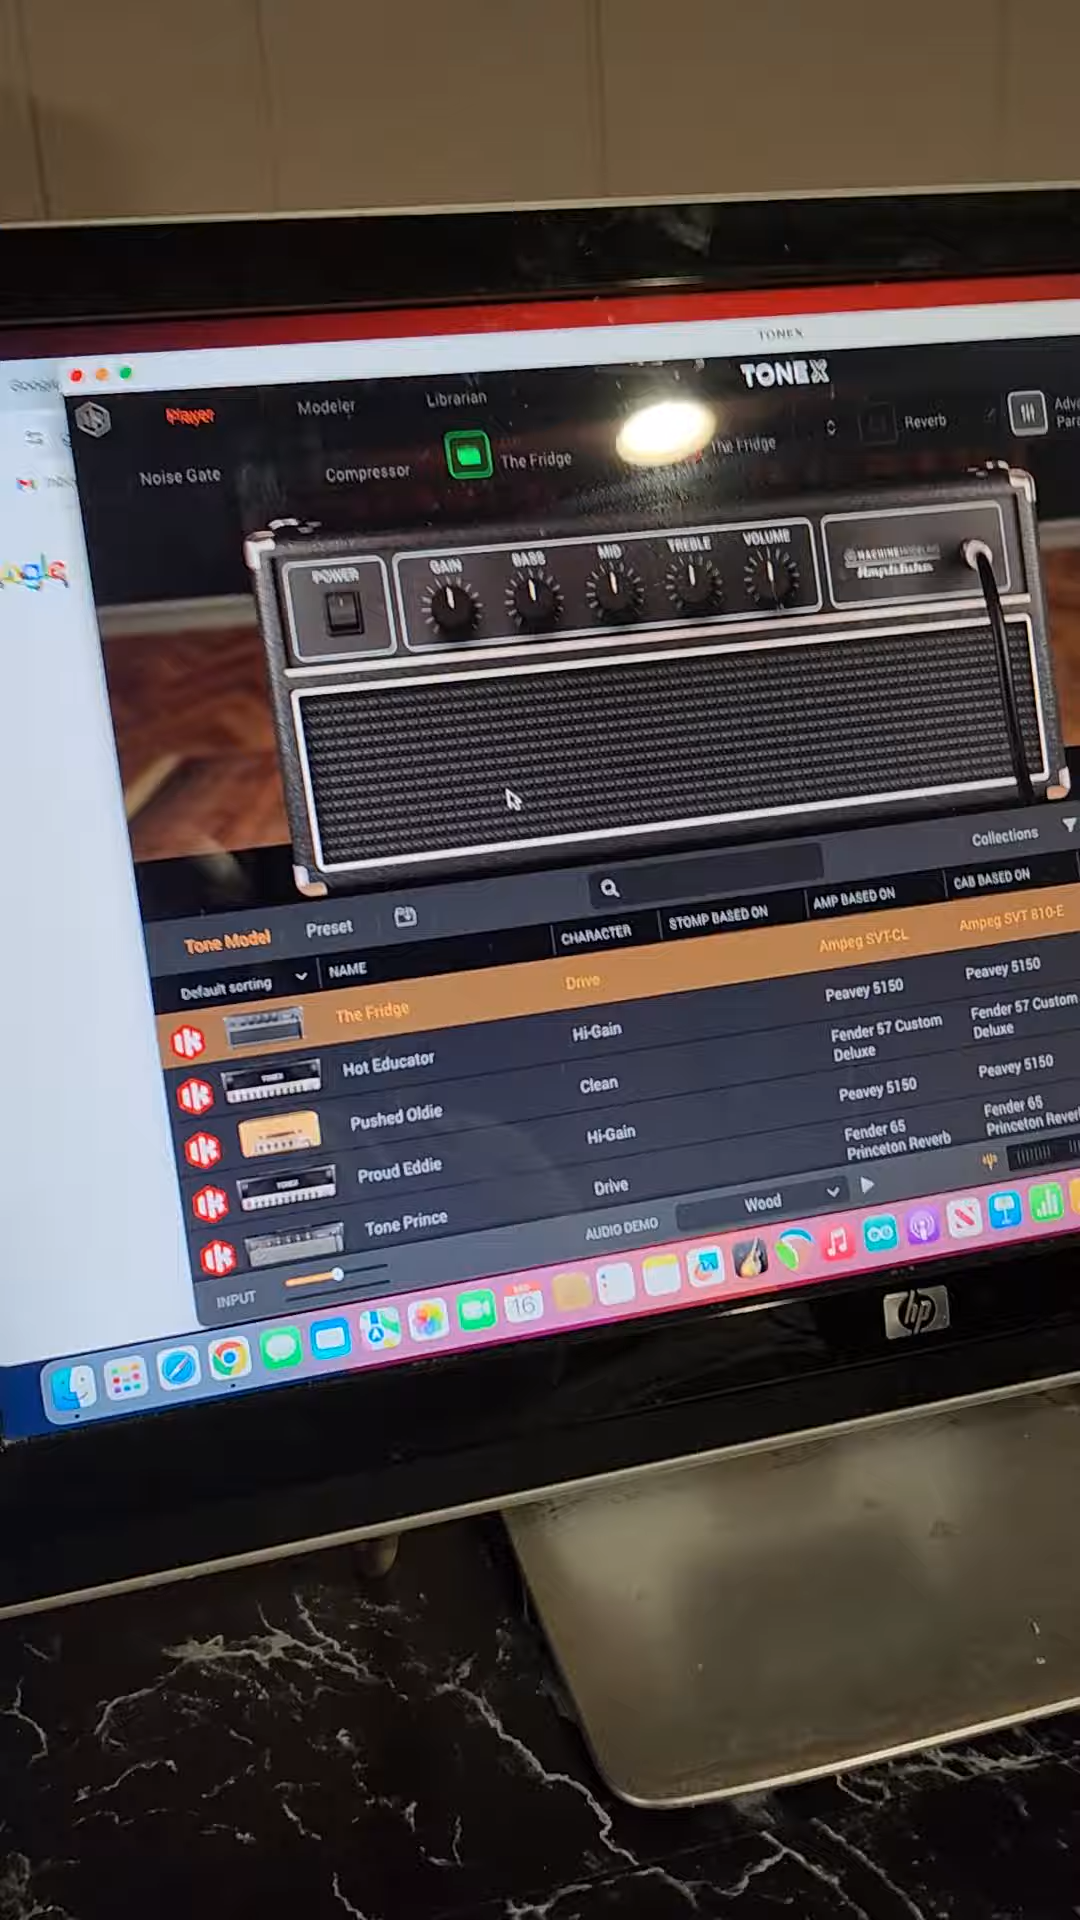 TONEX
TONEX
Player
Modeler
Librarian
Noise Gate
Compressor
The Fridge
The Fridge
Reverb
POWER
GAIN
BASS
MID
TREBLE
VOLUME
AmpliTube
Collections
Tone Model
Preset
Default sorting
NAME
CHARACTER
STOMP BASED ON
AMP BASED ON
CAB BASED ON
The Fridge
Drive
Ampeg SVT-CL
Ampeg SVT 810-E
Hot Educator
Hi-Gain
Peavey 5150
Peavey 5150
Pushed Oldie
Clean
Fender 57 Custom
Deluxe
Fender 57 Custom
Deluxe
Proud Eddie
Hi-Gain
Peavey 5150
Peavey 5150
Tone Prince
Drive
Fender 65
Princeton Reverb
Fender 65
Princeton Reverb
INPUT
AUDIO DEMO
Wood
16
hp